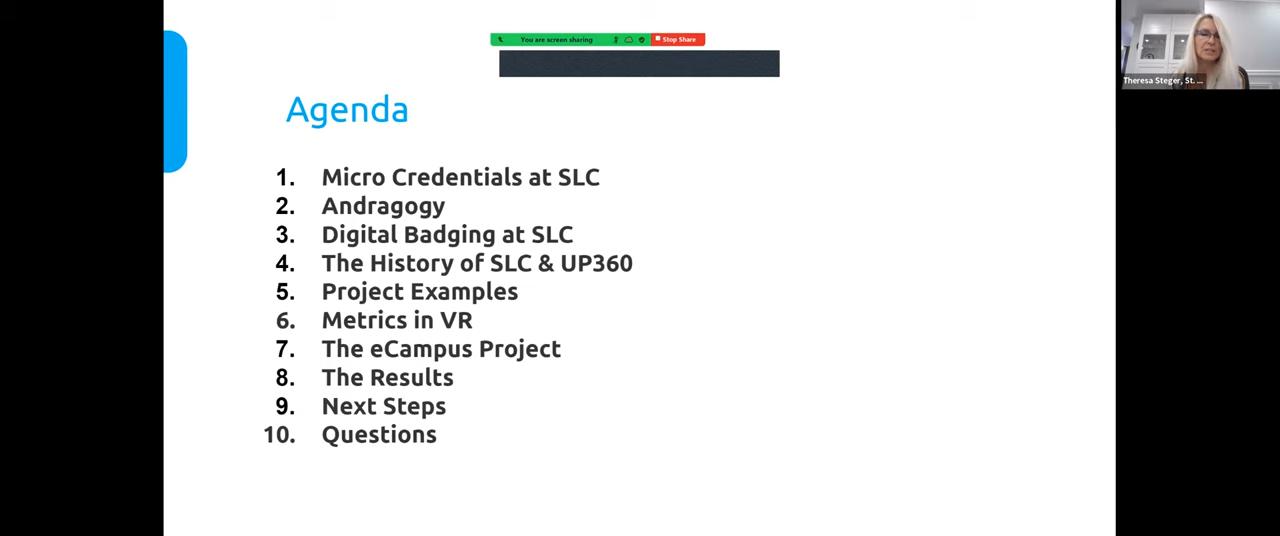 You are screen sharing
Stop Share
Theresa Steger, St. ...
Agenda
1. Micro Credentials at SLC
2. Andragogy
3. Digital Badging at SLC
4. The History of SLC & UP360
5. Project Examples
6. Metrics in VR
7. The eCampus Project
8. The Results
9. Next Steps
10. Questions